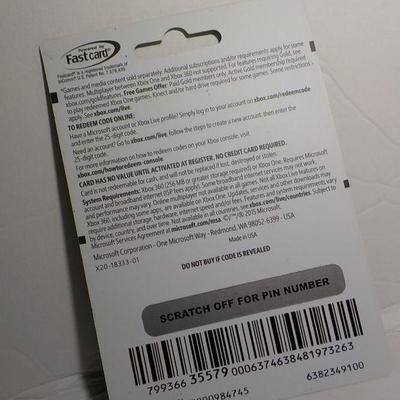 Powered by
Fastcard
Fastcard® is a registered trademark of
InComm® U.S. Patent No. 7,578,439
*Games and media content sold separately. Additional subscriptions and/or requirements apply for some
features. Multiplayer between Xbox One and Xbox 360 not supported. For features requiring Gold, see
xbox.com/goldfeatures. Free Games Offer: Paid Gold members only. Active Gold membership required
to play redeemed Xbox One games. Kinect and/or hard drive required for some games. Some restrictions
apply. See xbox.com/live.
TO REDEEM CODE ONLINE:
Have a Microsoft account or Xbox Live profile? Simply log in to your account on xbox.com/redeemcode
and enter the 25-digit code.
Need an account? Go to xbox.com/live, follow the steps to create a new account, then enter the
25-digit code.
For more information on how to redeem codes on your Xbox console, visit
xbox.com/howtoredeem-console.
CARD HAS NO VALUE UNTIL ACTIVATED AT REGISTER. NO CREDIT CARD REQUIRED.
Card is not redeemable for cash, and will not be replaced if lost, destroyed or stolen.
System Requirements: Xbox 360 (256 MB or greater storage required) or Xbox One. Requires Microsoft
account and broadband internet (ISP fees apply). Some broadband internet services may not work,
and performance may vary. Online multiplayer may not be available on all games. Not all Xbox Live features on
Xbox 360, including some apps, are available on Xbox One. Updates, services and other games may
require additional storage, hardware, internet speed and/or fees. Features and system requirements vary
by device, country, and over time. Not available in all countries, see xbox.com/live/countries. Subject to
Microsoft Services Agreement at microsoft.com/msa. ©/™/® 2015 Microsoft.
Microsoft Corporation - One Microsoft Way - Redmond, WA 98052-6399 - USA
X20-18333-01
Made in USA
DO NOT BUY IF CODE IS REVEALED
SCRATCH OFF FOR PIN NUMBER
799366 35579 0006374638481973263
0000984745
6382349100